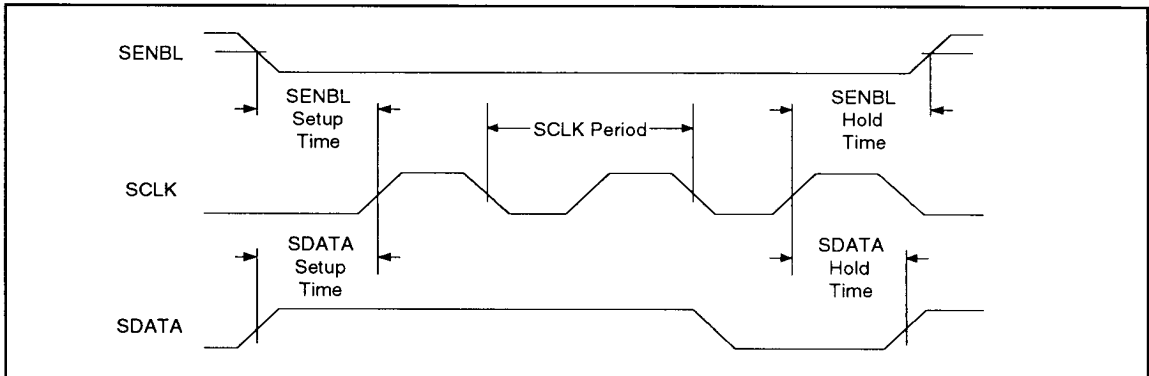 SENBL
SENBL
Setup
Time
SCLK Period
SENBL
Hold
Time
SCLK
SDATA
Setup
Time
SDATA
Hold
Time
SDATA